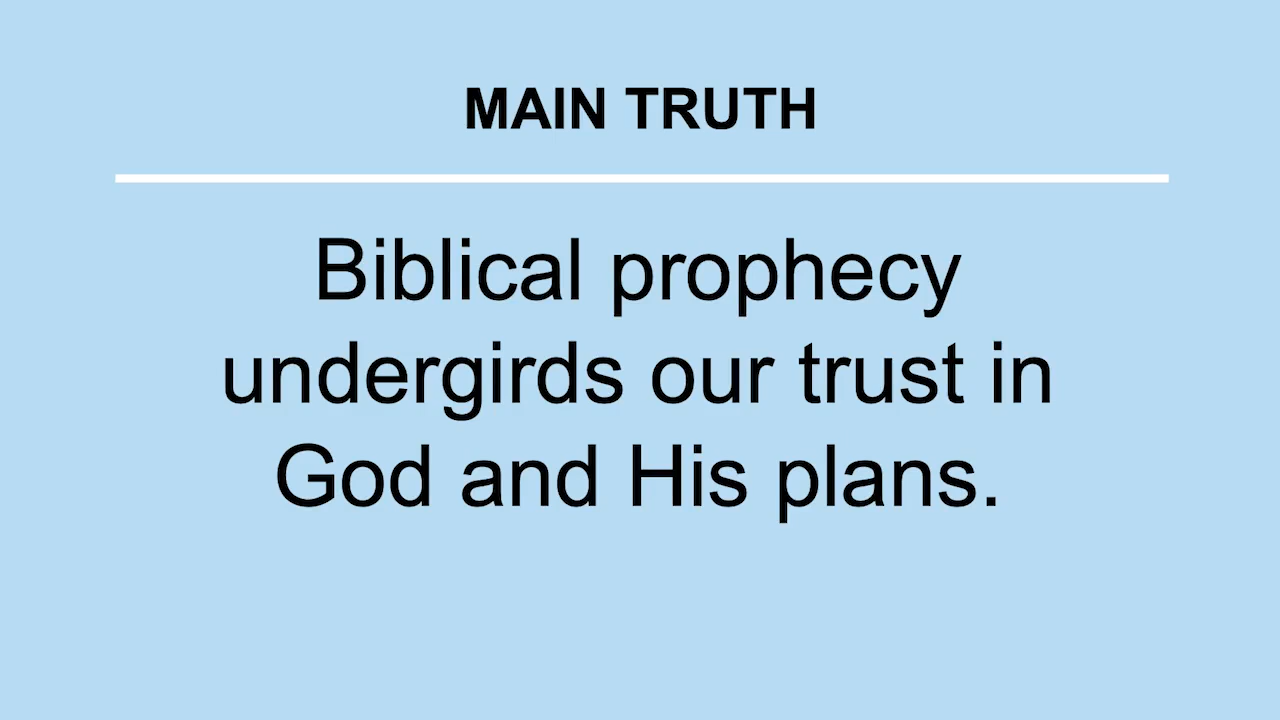 MAIN TRUTH
Biblical prophecy
undergirds our trust in
God and His plans.